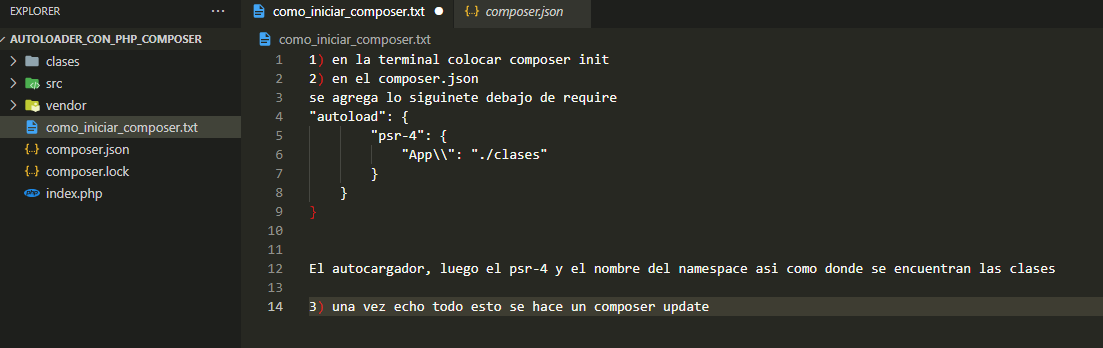 EXPLORER
···
como_iniciar_composer.txt
composer.json
AUTOLOADER_CON_PHP_COMPOSER
clases
src
vendor
como_iniciar_composer.txt
composer.json
composer.lock
index.php
como_iniciar_composer.txt
1 1) en la terminal colocar composer init
2 2) en el composer.json
3 se agrega lo siguinete debajo de require
4 "autoload": {
5 "psr-4": {
6 "App\\": "./clases"
7 }
8 }
9 }
10
11
12 El autocargador, luego el psr-4 y el nombre del namespace asi como donde se encuentran las clases
13
14 3) una vez echo todo esto se hace un composer update